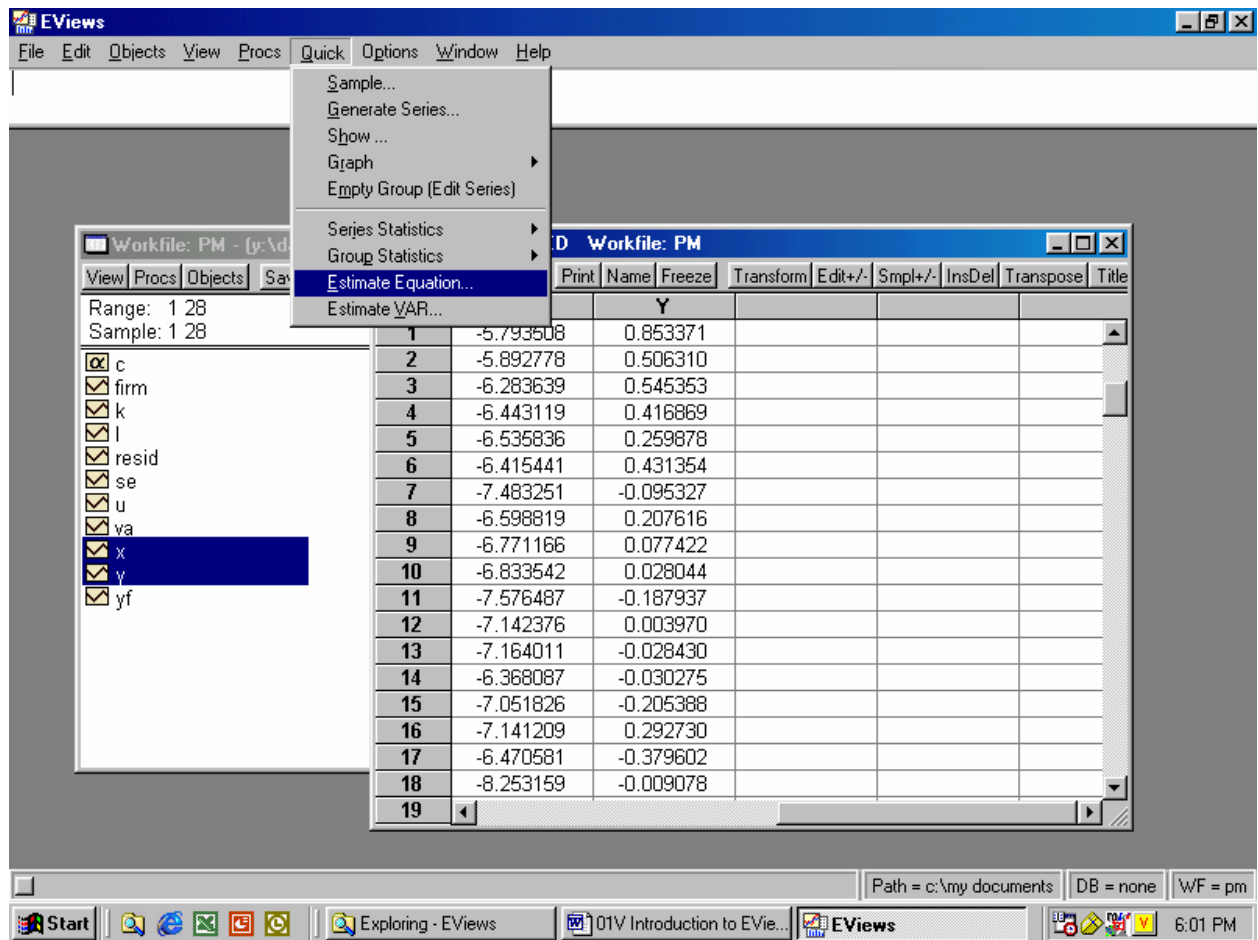 EViews
File Edit Objects View Procs Quick Options Window Help
Sample...
Generate Series...
Show ...
Graph
Empty Group (Edit Series)
Series Statistics
Group Statistics
Estimate Equation...
Estimate VAR...
Workfile: PM - (y:\d
View Procs Objects Sav
Range: 1 28
Sample: 1 28
c
firm
k
l
resid
se
u
va
x
y
yf
D Workfile: PM
Print Name Freeze Transform Edit+/- Smpl+/- InsDel Transpose Title
Y
1 -5.793508 0.853371
2 -5.892778 0.506310
3 -6.283639 0.545353
4 -6.443119 0.416869
5 -6.535836 0.259878
6 -6.415441 0.431354
7 -7.483251 -0.095327
8 -6.598819 0.207616
9 -6.771166 0.077422
10 -6.833542 0.028044
11 -7.576487 -0.187937
12 -7.142376 0.003970
13 -7.164011 -0.028430
14 -6.368087 -0.030275
15 -7.051826 -0.205388
16 -7.141209 0.292730
17 -6.470581 -0.379602
18 -8.253159 -0.009078
19
Path = c:\my documents DB = none WF = pm
Start Exploring - EViews 01V Introduction to EVie... EViews 6:01 PM